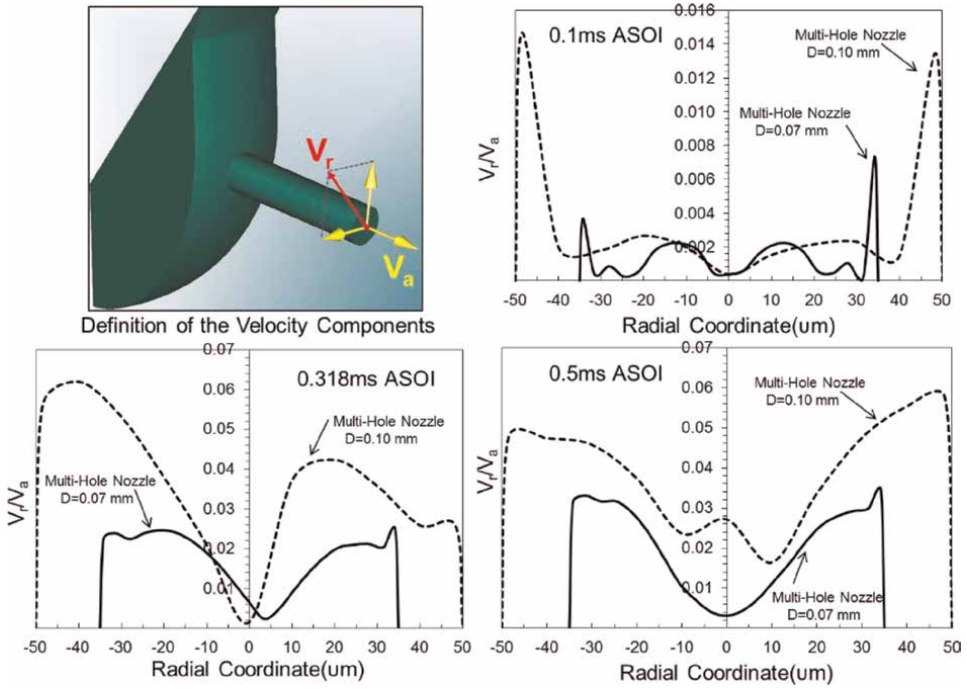 Vr
Va
Definition of the Velocity Components
0.1ms ASOI
Multi-Hole Nozzle
D=0.10 mm
Multi-Hole Nozzle
D=0.07 mm
Vr/Va
0.016
0.014
0.012
0.010
0.008
0.006
0.004
0.002
-50 -40 -30 -20 -10 0 10 20 30 40 50
Radial Coordinate(um)
0.318ms ASOI
Multi-Hole Nozzle
D=0.10 mm
Multi-Hole Nozzle
D=0.07 mm
Vr/Va
0.07
0.06
0.05
0.04
0.03
0.02
0.01
-50 -40 -30 -20 -10 0 10 20 30 40 50
Radial Coordinate(um)
0.5ms ASOI
Multi-Hole Nozzle
D=0.10 mm
Multi-Hole Nozzle
D=0.07 mm
Vr/Va
0.07
0.06
0.05
0.04
0.03
0.02
0.01
-50 -40 -30 -20 -10 0 10 20 30 40 50
Radial Coordinate(um)